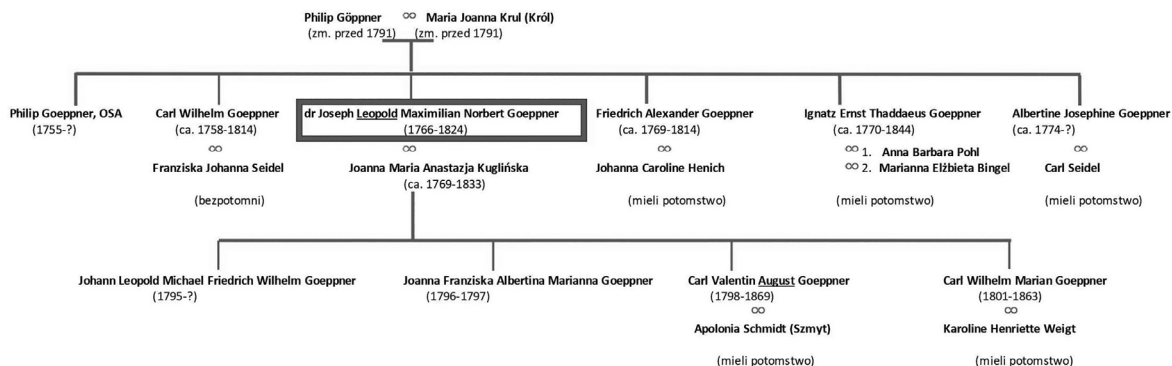 Philip Göppner ∞ Maria Joanna Krul (Król)
(zm. przed 1791) (zm. przed 1791)
Philip Goeppner, OSA
(1755-?)
Carl Wilhelm Goeppner
(ca. 1758-1814)
∞
Franziska Johanna Seidel
(bezpotomni)
dr Joseph Leopold Maximilian Norbert Goeppner
(1766-1824)
∞
Joanna Maria Anastazja Kuglińska
(ca. 1769-1833)
Friedrich Alexander Goeppner
(ca. 1769-1814)
∞
Johanna Caroline Henich
(mieli potomstwo)
Ignatz Ernst Thaddaeus Goeppner
(ca. 1770-1844)
∞ 1. Anna Barbara Pohl
∞ 2. Marianna Elżbieta Bingel
(mieli potomstwo)
Albertine Josephine Goeppner
(ca. 1774-?)
∞
Carl Seidel
(mieli potomstwo)
Johann Leopold Michael Friedrich Wilhelm Goeppner
(1795-?)
Joanna Franziska Albertina Marianna Goeppner
(1796-1797)
Carl Valentin August Goeppner
(1798-1869)
∞
Apolonia Schmidt (Szmyt)
(mieli potomstwo)
Carl Wilhelm Marian Goeppner
(1801-1863)
∞
Karoline Henriette Weigt
(mieli potomstwo)